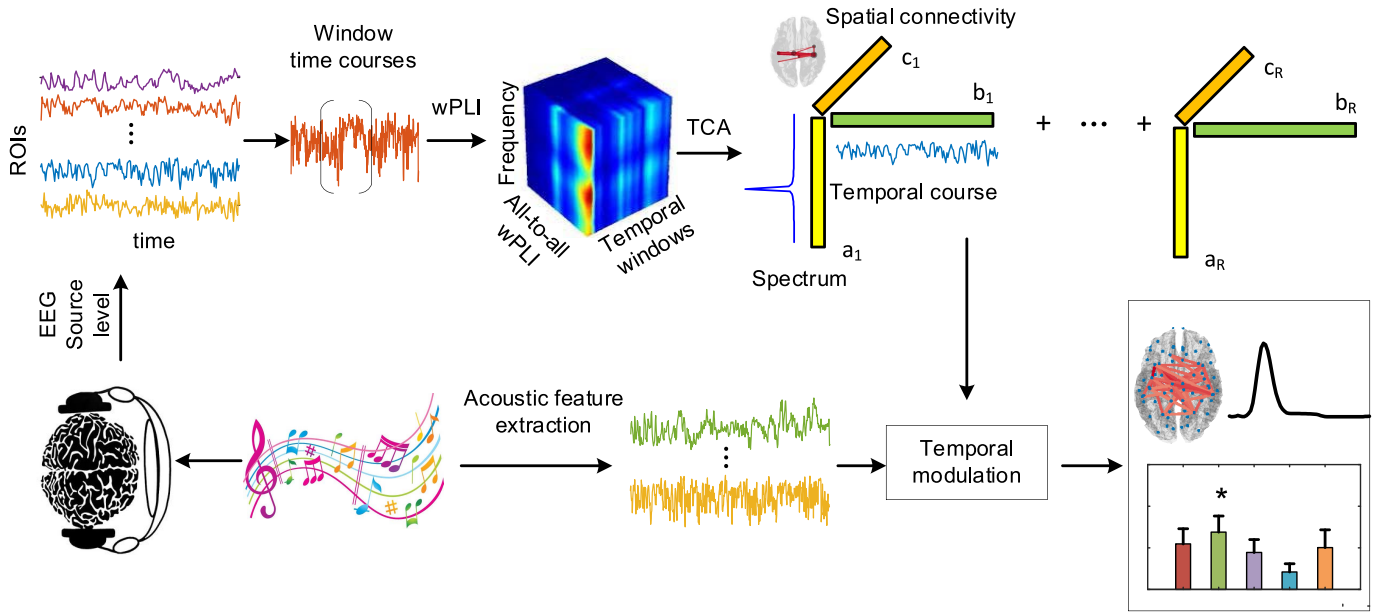 Window
time courses
ROIs
time
wPLI
Frequency
All-to-all
wPLI
Temporal
windows
TCA
Spatial connectivity
c1
b1
Temporal course
a1
Spectrum
+ ... +
cR
bR
aR
EEG
Source
level
Acoustic feature
extraction
Temporal
modulation
*